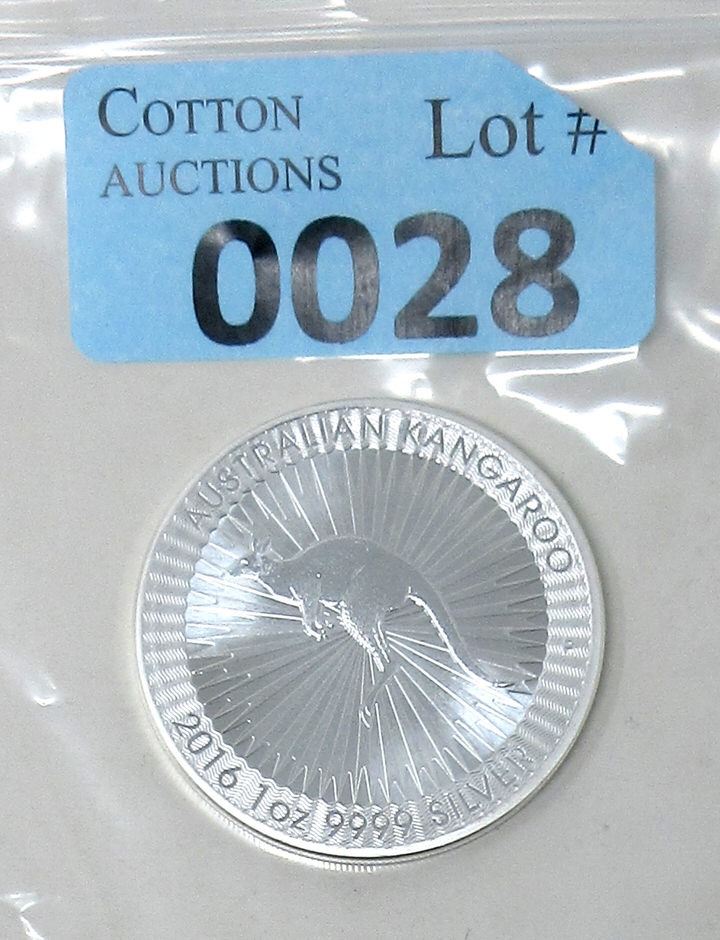 COTTON
AUCTIONS
Lot #
0028
AUSTRALIAN KANGAROO
P
2016 1OZ 9999 SILVER